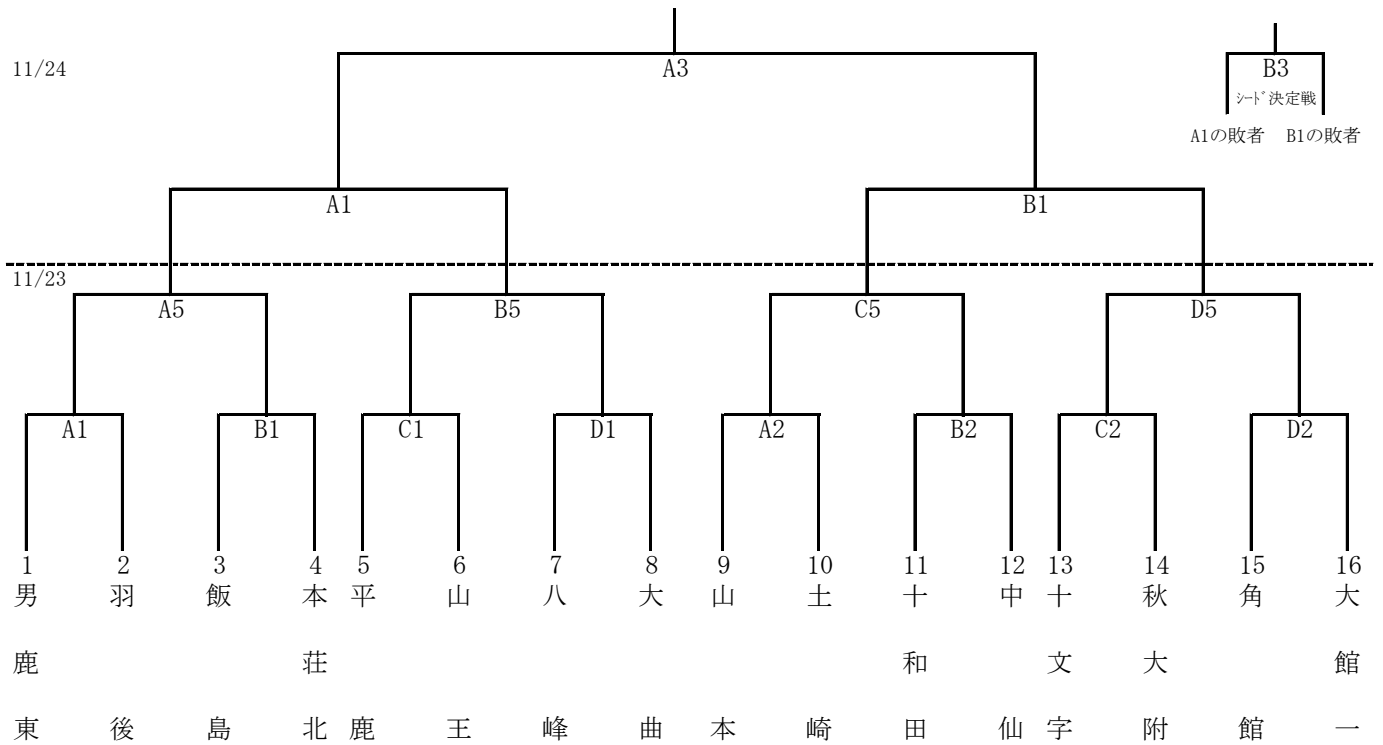 11/24
A3
B3
シード決定戦
A1の敗者 B1の敗者
A1 B1
11/23
A5 B5 C5 D5
A1 B1 C1 D1 A2 B2 C2 D2
1 2 3 4 5 6 7 8 9 10 11 12 13 14 15 16
男鹿東
羽後
飯島
本荘北
平鹿
山王
八峰
大曲
山本
土崎
十和田
中仙
十文字
秋大附
角館
大館一